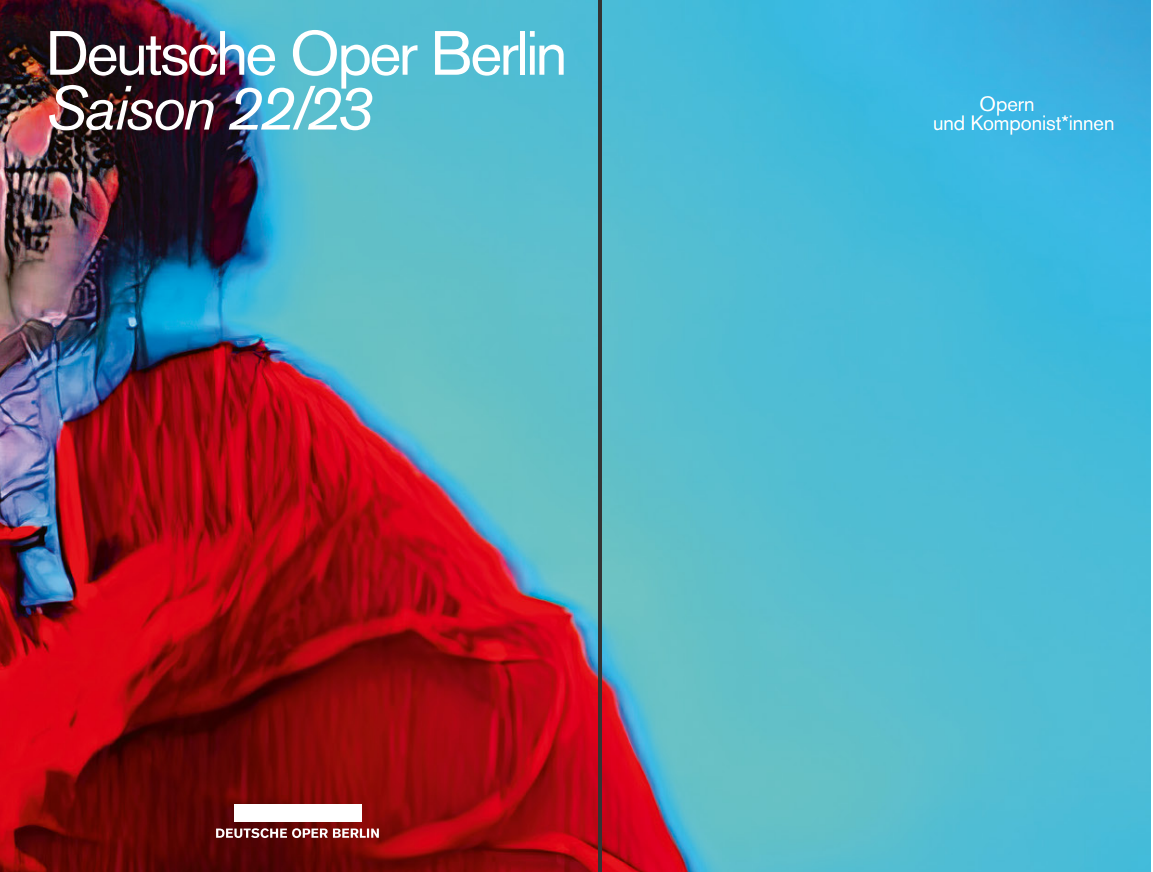 Deutsche Oper Berlin
Saison 22/23
Opern
und Komponist*innen
DEUTSCHE OPER BERLIN